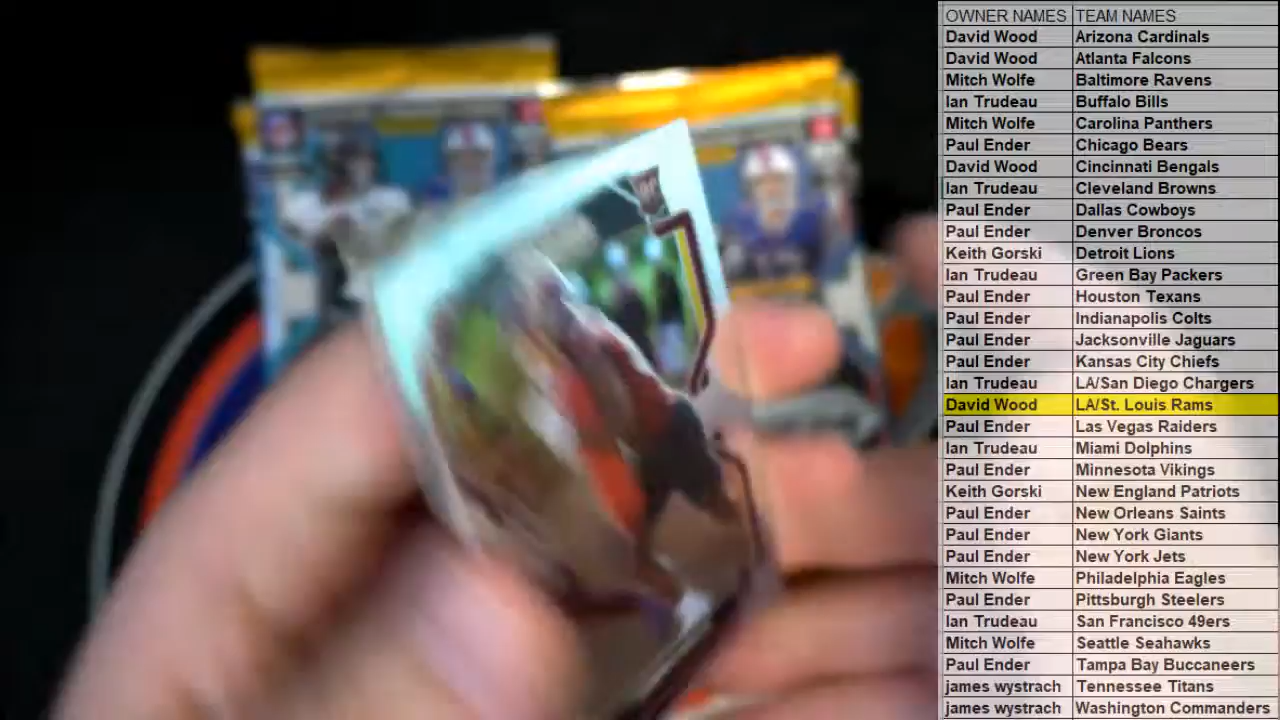 OWNER NAMES TEAM NAMES
David Wood Arizona Cardinals
David Wood Atlanta Falcons
Mitch Wolfe Baltimore Ravens
Ian Trudeau Buffalo Bills
Mitch Wolfe Carolina Panthers
Paul Ender Chicago Bears
David Wood Cincinnati Bengals
Ian Trudeau Cleveland Browns
Paul Ender Dallas Cowboys
Paul Ender Denver Broncos
Keith Gorski Detroit Lions
Ian Trudeau Green Bay Packers
Paul Ender Houston Texans
Paul Ender Indianapolis Colts
Paul Ender Jacksonville Jaguars
Paul Ender Kansas City Chiefs
Ian Trudeau LA/San Diego Chargers
David Wood LA/St. Louis Rams
Paul Ender Las Vegas Raiders
Ian Trudeau Miami Dolphins
Paul Ender Minnesota Vikings
Keith Gorski New England Patriots
Paul Ender New Orleans Saints
Paul Ender New York Giants
Paul Ender New York Jets
Mitch Wolfe Philadelphia Eagles
Paul Ender Pittsburgh Steelers
Ian Trudeau San Francisco 49ers
Mitch Wolfe Seattle Seahawks
Paul Ender Tampa Bay Buccaneers
james wystrach Tennessee Titans
james wystrach Washington Commanders